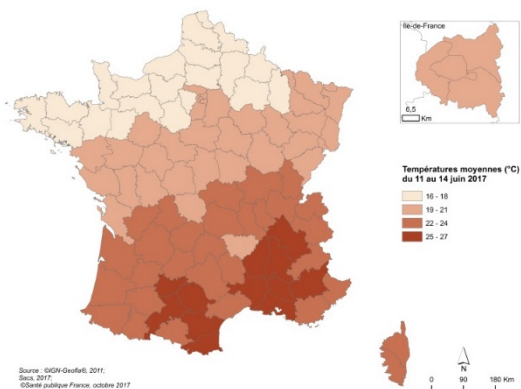 Ile-de-France
6,5
Km
Températures moyennes (°C)
du 11 au 14 juin 2017
16 - 18
19 - 21
22 - 24
25 - 27
N
0 90 180 Km
Source : ©IGN-Geofla®, 2011;
Sacs, 2017;
©Santé publique France, octobre 2017